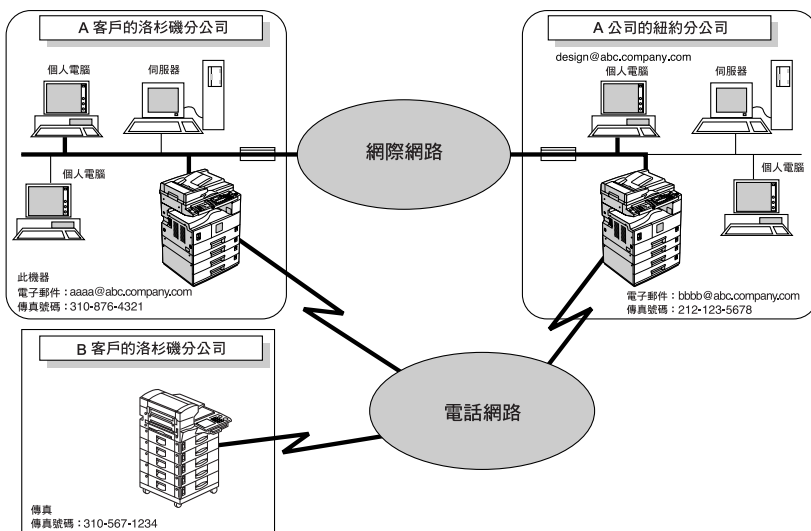 A 客戶的洛杉磯分公司
個人電腦
伺服器
個人電腦
此機器
電子郵件：aaaa@abc.company.com
傳真號碼：310-876-4321
網際網路
A 公司的紐約分公司
design@abc.company.com
個人電腦
伺服器
個人電腦
電子郵件：bbbb@abc.company.com
傳真號碼：212-123-5678
B 客戶的洛杉磯分公司
傳真
傳真號碼：310-567-1234
電話網路